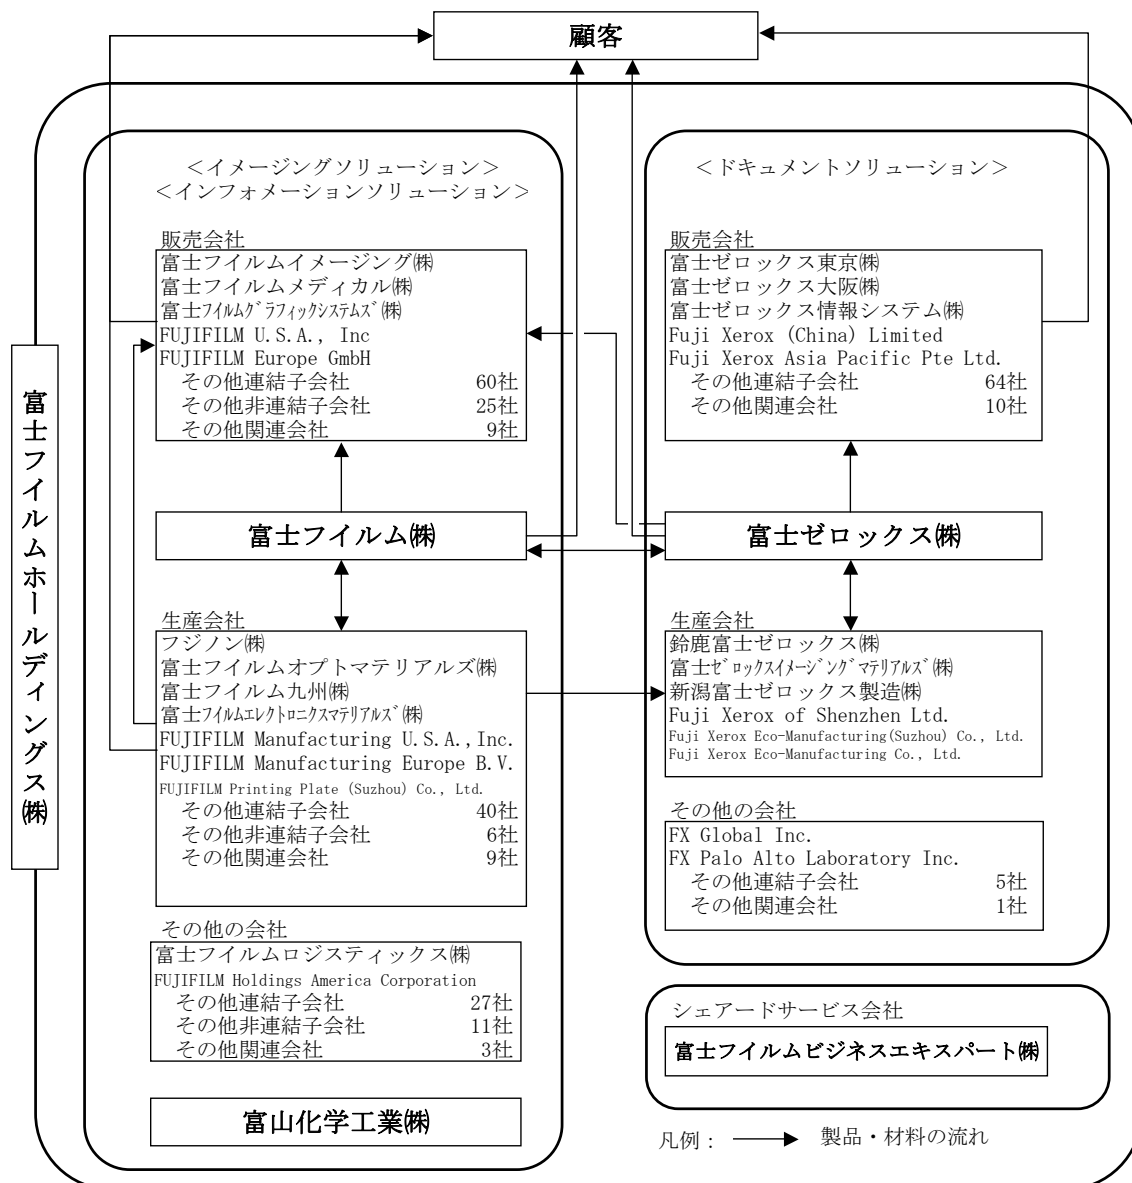 顧客
富士フイルムホールディングス㈱
＜イメージングソリューション＞
＜インフォメーションソリューション＞
販売会社
富士フイルムイメージング㈱
富士フイルムメディカル㈱
富士ﾌｲﾙﾑｸﾞﾗﾌｨｯｸｼｽﾃﾑｽﾞ㈱
FUJIFILM U.S.A., Inc
FUJIFILM Europe GmbH
その他連結子会社 60社
その他非連結子会社 25社
その他関連会社 9社
富士フイルム㈱
生産会社
フジノン㈱
富士フイルムオプトマテリアルズ㈱
富士フイルム九州㈱
富士ﾌｲﾙﾑｴﾚｸﾄﾛﾆｸｽﾏﾃﾘｱﾙｽﾞ㈱
FUJIFILM Manufacturing U.S.A.,Inc.
FUJIFILM Manufacturing Europe B.V.
FUJIFILM Printing Plate (Suzhou) Co., Ltd.
その他連結子会社 40社
その他非連結子会社 6社
その他関連会社 9社
その他の会社
富士フイルムロジスティックス㈱
FUJIFILM Holdings America Corporation
その他連結子会社 27社
その他非連結子会社 11社
その他関連会社 3社
富山化学工業㈱
＜ドキュメントソリューション＞
販売会社
富士ゼロックス東京㈱
富士ゼロックス大阪㈱
富士ゼロックス情報システム㈱
Fuji Xerox (China) Limited
Fuji Xerox Asia Pacific Pte Ltd.
その他連結子会社 64社
その他関連会社 10社
富士ゼロックス㈱
生産会社
鈴鹿富士ゼロックス㈱
富士ｾﾞﾛｯｸｽｲﾒｰｼﾞﾝｸﾞﾏﾃﾘｱﾙｽﾞ㈱
新潟富士ゼロックス製造㈱
Fuji Xerox of Shenzhen Ltd.
Fuji Xerox Eco-Manufacturing(Suzhou) Co., Ltd.
Fuji Xerox Eco-Manufacturing Co., Ltd.
その他の会社
FX Global Inc.
FX Palo Alto Laboratory Inc.
その他連結子会社 5社
その他関連会社 1社
シェアードサービス会社
富士フイルムビジネスエキスパート㈱
凡例： 製品・材料の流れ